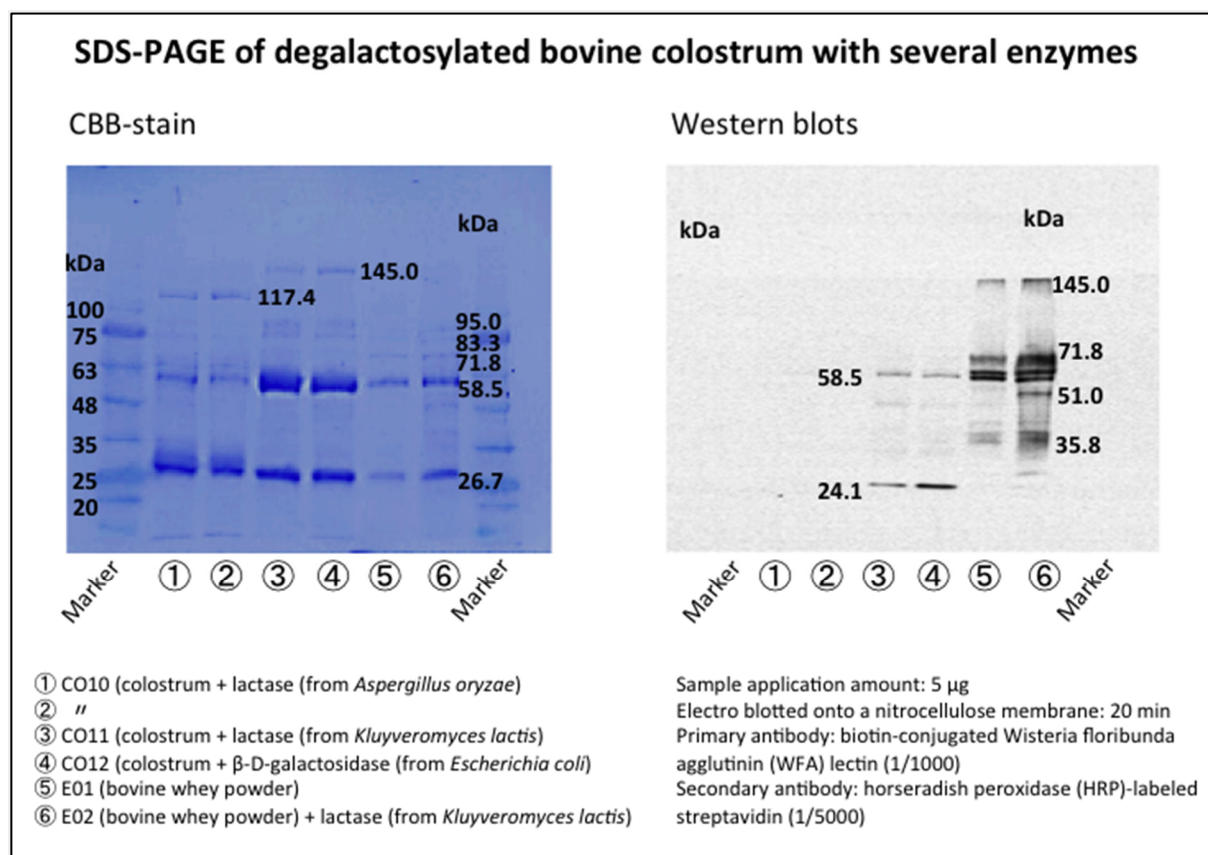 SDS-PAGE of degalactosylated bovine colostrum with several enzymes
CBB-stain
kDa
kDa
100
75
63
48
35
25
20
117.4
145.0
95.0
83.3
71.8
58.5
26.7
Marker
①
②
③
④
⑤
⑥
Marker
Western blots
kDa
kDa
58.5
24.1
145.0
71.8
51.0
35.8
Marker
①
②
③
④
⑤
⑥
Marker
① CO10 (colostrum + lactase (from Aspergillus oryzae)
② 〃
③ CO11 (colostrum + lactase (from Kluyveromyces lactis)
④ CO12 (colostrum + β-D-galactosidase (from Escherichia coli)
⑤ E01 (bovine whey powder)
⑥ E02 (bovine whey powder) + lactase (from Kluyveromyces lactis)
Sample application amount: 5 μg
Electro blotted onto a nitrocellulose membrane: 20 min
Primary antibody: biotin-conjugated Wisteria floribunda
agglutinin (WFA) lectin (1/1000)
Secondary antibody: horseradish peroxidase (HRP)-labeled
streptavidin (1/5000)